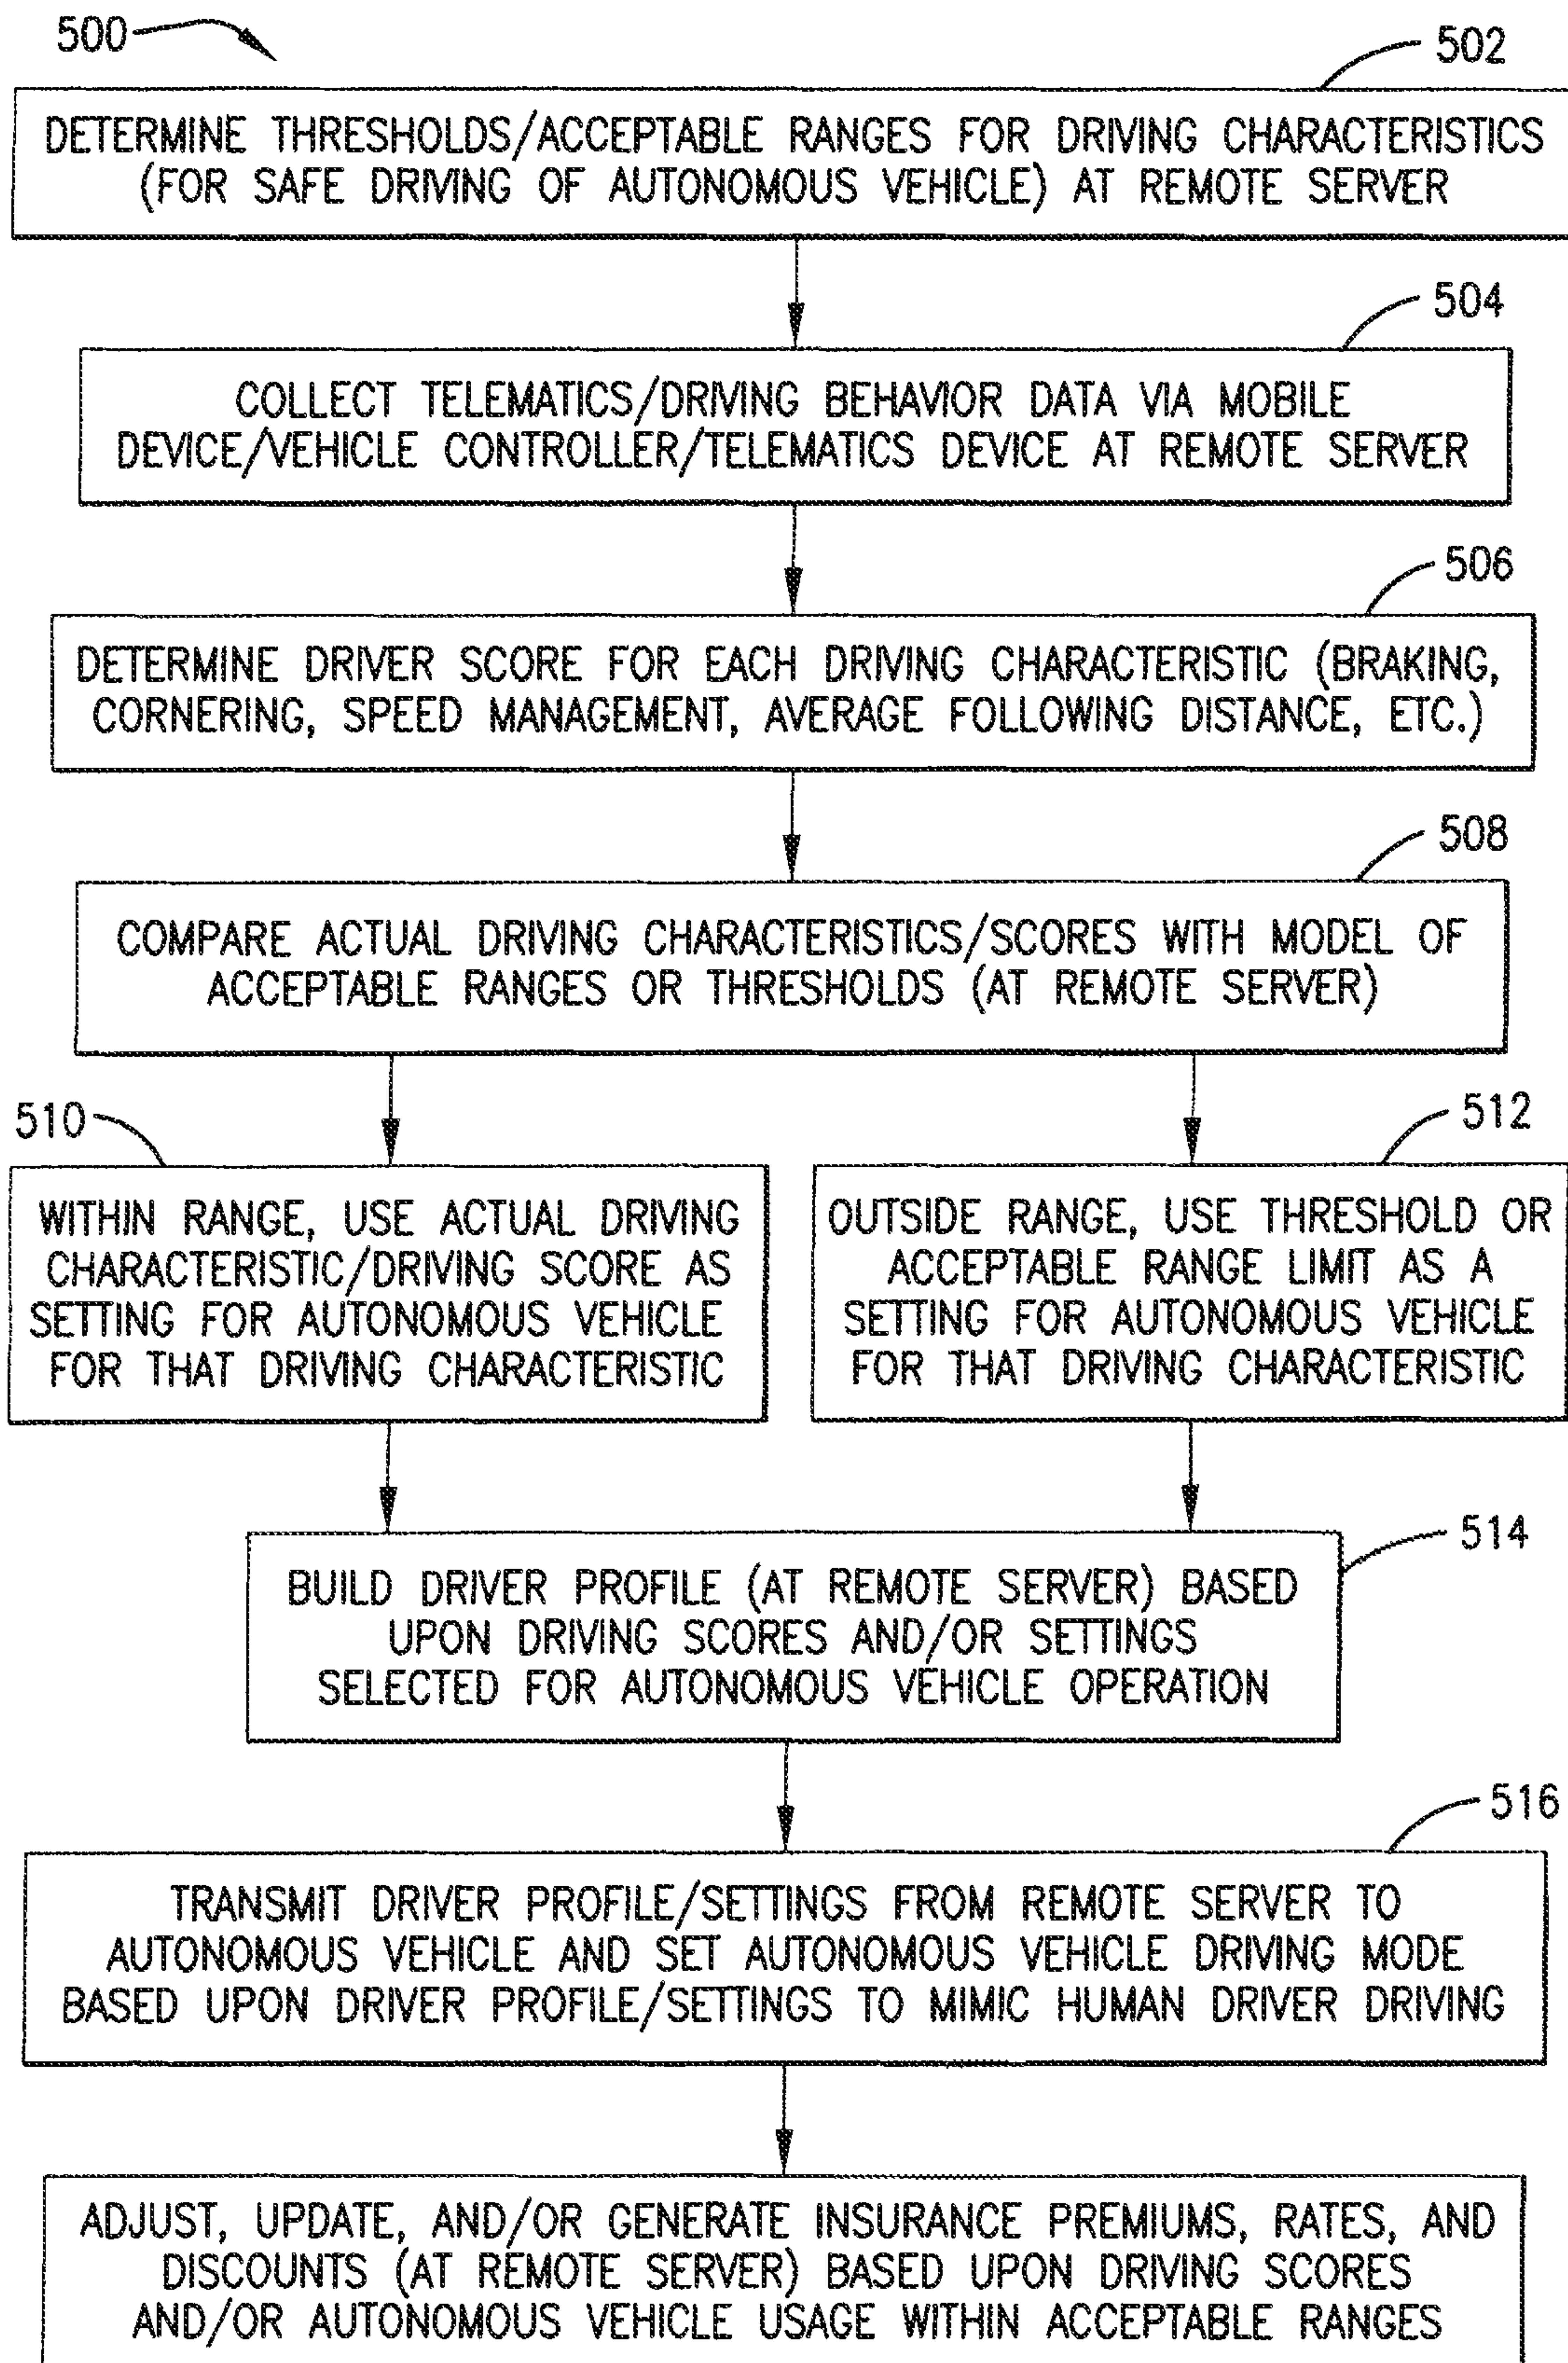 500
502
DETERMINE THRESHOLDS/ACCEPTABLE RANGES FOR DRIVING CHARACTERISTICS
(FOR SAFE DRIVING OF AUTONOMOUS VEHICLE) AT REMOTE SERVER
504
COLLECT TELEMATICS/DRIVING BEHAVIOR DATA VIA MOBILE
DEVICE/VEHICLE CONTROLLER/TELEMATICS DEVICE AT REMOTE SERVER
506
DETERMINE DRIVER SCORE FOR EACH DRIVING CHARACTERISTIC (BRAKING,
CORNERING, SPEED MANAGEMENT, AVERAGE FOLLOWING DISTANCE, ETC.)
508
COMPARE ACTUAL DRIVING CHARACTERISTICS/SCORES WITH MODEL OF
ACCEPTABLE RANGES OR THRESHOLDS (AT REMOTE SERVER)
510
WITHIN RANGE, USE ACTUAL DRIVING
CHARACTERISTIC/DRIVING SCORE AS
SETTING FOR AUTONOMOUS VEHICLE
FOR THAT DRIVING CHARACTERISTIC
512
OUTSIDE RANGE, USE THRESHOLD OR
ACCEPTABLE RANGE LIMIT AS A
SETTING FOR AUTONOMOUS VEHICLE
FOR THAT DRIVING CHARACTERISTIC
514
BUILD DRIVER PROFILE (AT REMOTE SERVER) BASED
UPON DRIVING SCORES AND/OR SETTINGS
SELECTED FOR AUTONOMOUS VEHICLE OPERATION
516
TRANSMIT DRIVER PROFILE/SETTINGS FROM REMOTE SERVER TO
AUTONOMOUS VEHICLE AND SET AUTONOMOUS VEHICLE DRIVING MODE
BASED UPON DRIVER PROFILE/SETTINGS TO MIMIC HUMAN DRIVER DRIVING
ADJUST, UPDATE, AND/OR GENERATE INSURANCE PREMIUMS, RATES, AND
DISCOUNTS (AT REMOTE SERVER) BASED UPON DRIVING SCORES
AND/OR AUTONOMOUS VEHICLE USAGE WITHIN ACCEPTABLE RANGES